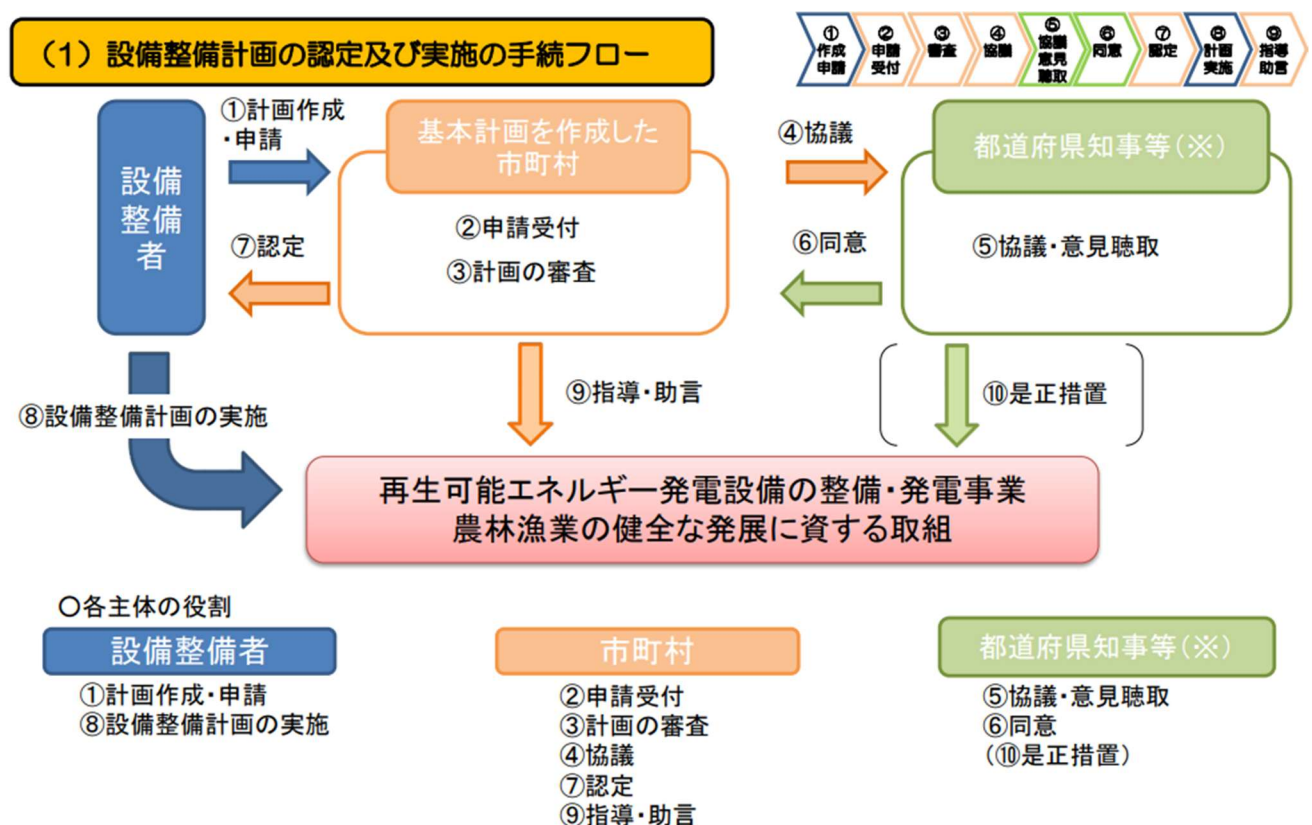 (1)設備整備計画の認定及び実施の手続フロー
①
作成
申請
②
申請
受付
③
審査
④
協議
⑤
協議
意見
聴取
⑥
同意
⑦
認定
⑧
計画
実施
⑨
指導
助言
設備
整備
者
①計画作成
・申請
基本計画を作成した
市町村
④協議
都道府県知事等(※)
②申請受付
③計画の審査
⑦認定
⑥同意
⑤協議・意見聴取
⑧設備整備計画の実施
⑨指導・助言
⑩是正措置
再生可能エネルギー発電設備の整備・発電事業
農林漁業の健全な発展に資する取組
〇各主体の役割
設備整備者
①計画作成・申請
⑧設備整備計画の実施
市町村
②申請受付
③計画の審査
④協議
⑦認定
⑨指導・助言
都道府県知事等(※)
⑤協議・意見聴取
⑥同意
(⑩是正措置)